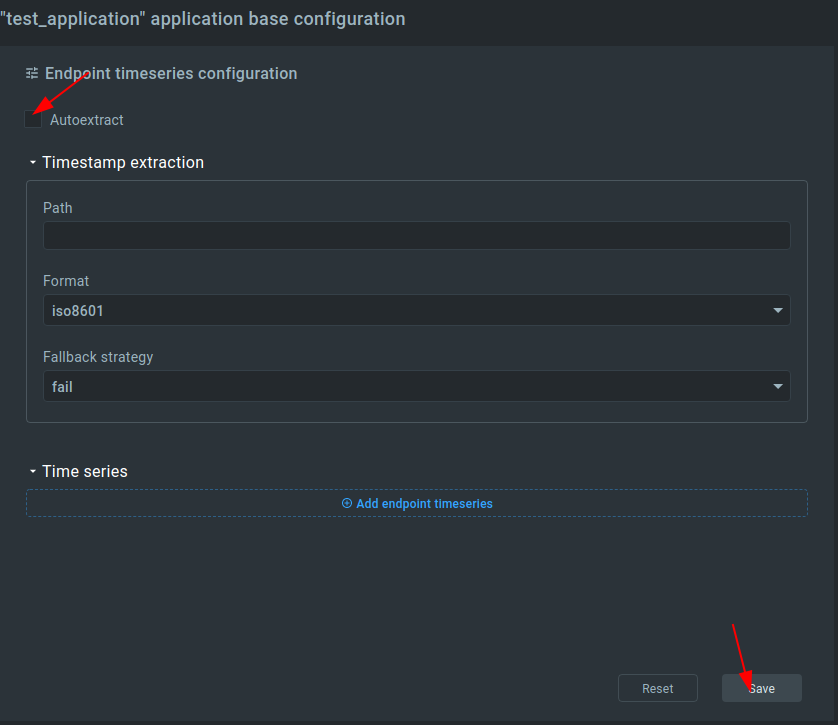 "test_application" application base configuration
Endpoint timeseries configuration
Autoextract
Timestamp extraction
Path
Format
iso8601
Fallback strategy
fail
Time series
Add endpoint timeseries
Reset
Save